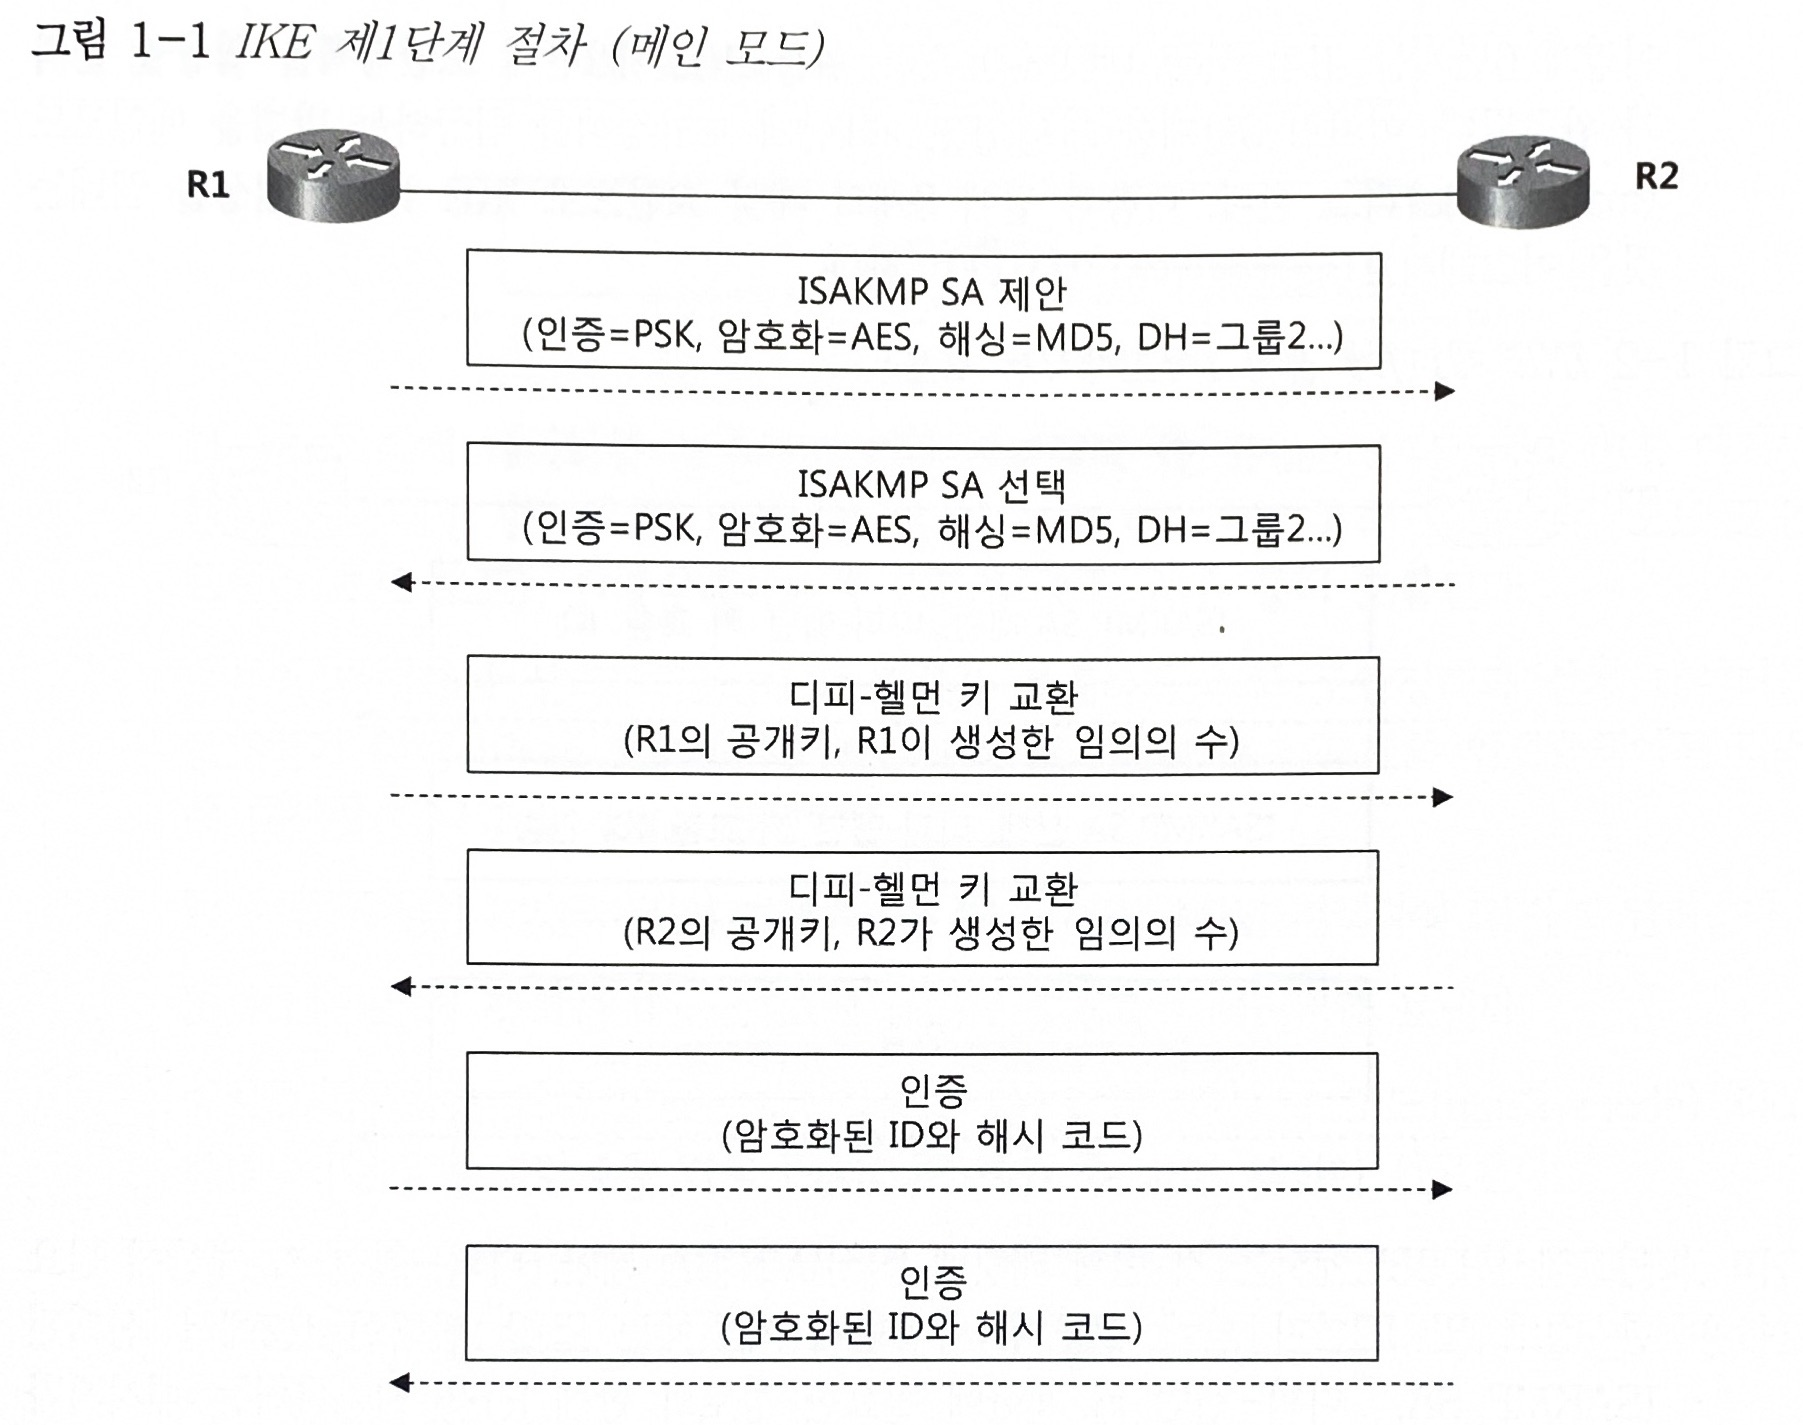 그림 1-1 IKE 제1단계 절차 (메인 모드)
R1
R2
ISAKMP SA 제안
(인증=PSK, 암호화=AES, 해싱=MD5, DH=그룹2...)
ISAKMP SA 선택
(인증=PSK, 암호화=AES, 해싱=MD5, DH=그룹2...)
디피-헬먼 키 교환
(R1의 공개키, R1이 생성한 임의의 수)
디피-헬먼 키 교환
(R2의 공개키, R2가 생성한 임의의 수)
인증
(암호화된 ID와 해시 코드)
인증
(암호화된 ID와 해시 코드)